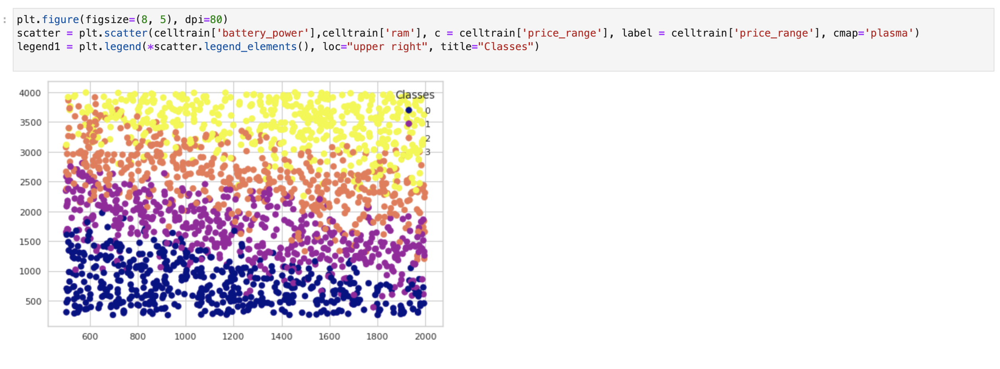 :
plt.figure(figsize=(8, 5), dpi=80)
scatter = plt.scatter(celltrain['battery_power'],celltrain['ram'], c = celltrain['price_range'], label = celltrain['price_range'], cmap='plasma')
legend1 = plt.legend(*scatter.legend_elements(), loc="upper right", title="Classes")
4000
Classes
0
3500
1
2
3000
3
2500
2000
1500
1000
500
600 800 1000 1200 1400 1600 1800 2000